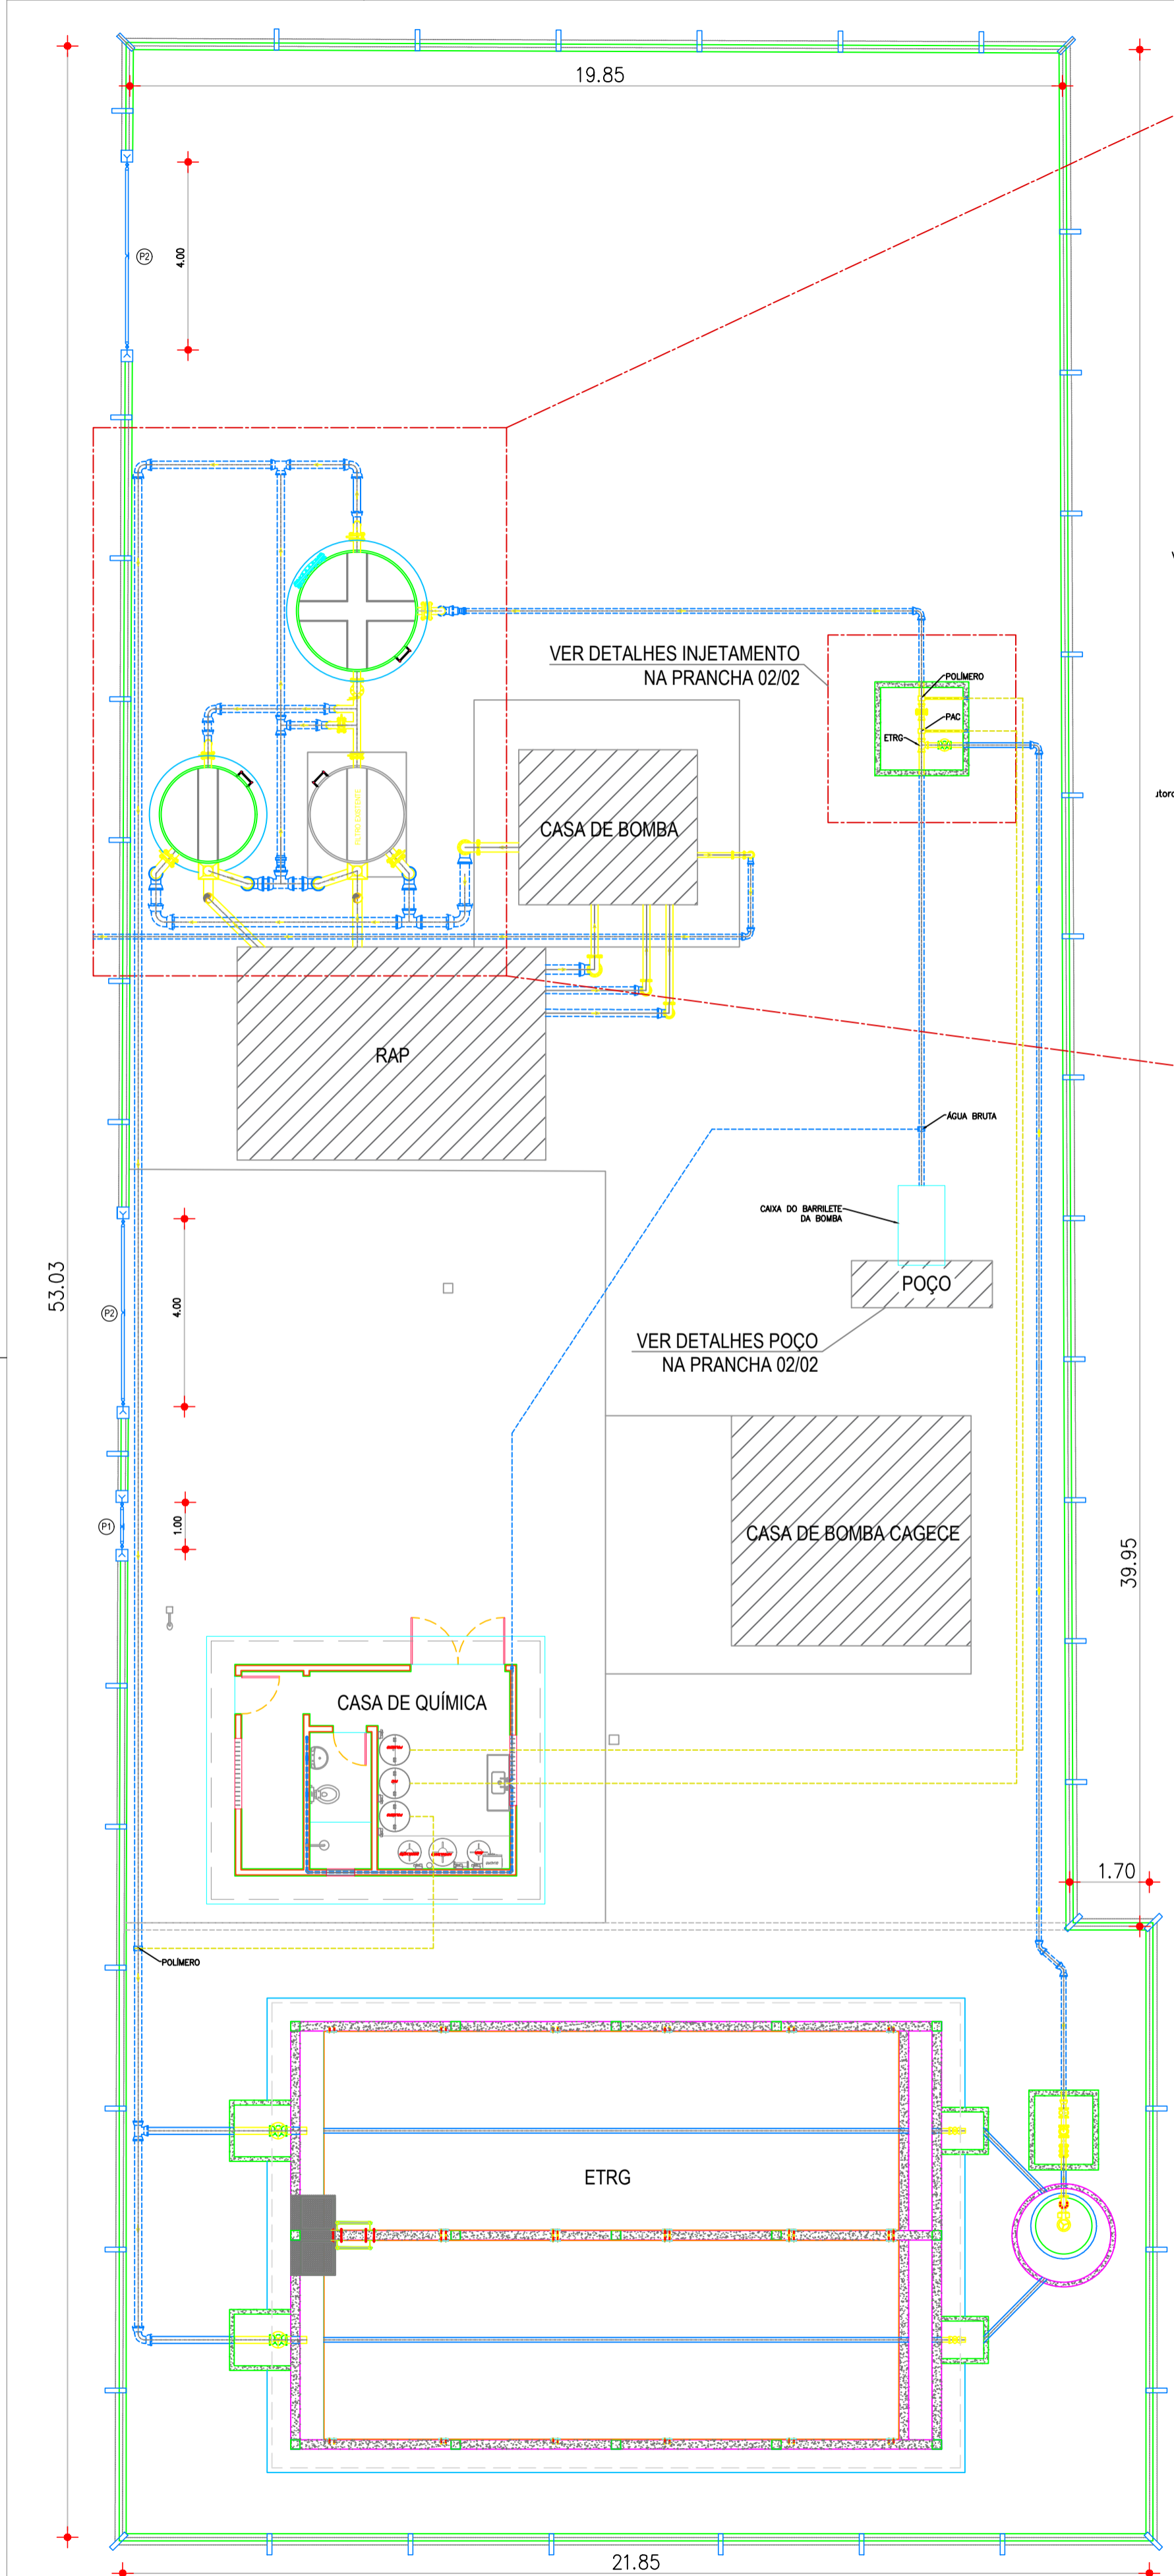 19.85
P2
4.00
VER DETALHES INJETAMENTO
NA PRANCHA 02/02
POLÍMERO
PAC
ETRG
CASA DE BOMBA
FILTRO EXISTENTE
RAP
ÁGUA BRUTA
CAIXA DO BARRILETE
DA BOMBA
POÇO
VER DETALHES POÇO
NA PRANCHA 02/02
53.03
P2
4.00
P1
1.00
CASA DE BOMBA CAGECE
39.95
CASA DE QUÍMICA
1.70
POLÍMERO
ETRG
21.85